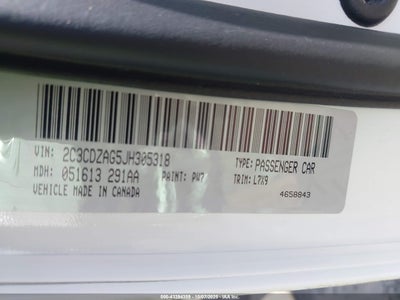 VIN: 2C3CDZAG5JH305318 TYPE: PASSENGER CAR
MDH: 051613 291AA PAINT: PW7 TRIM: L7X9
VEHICLE MADE IN CANADA 4658843